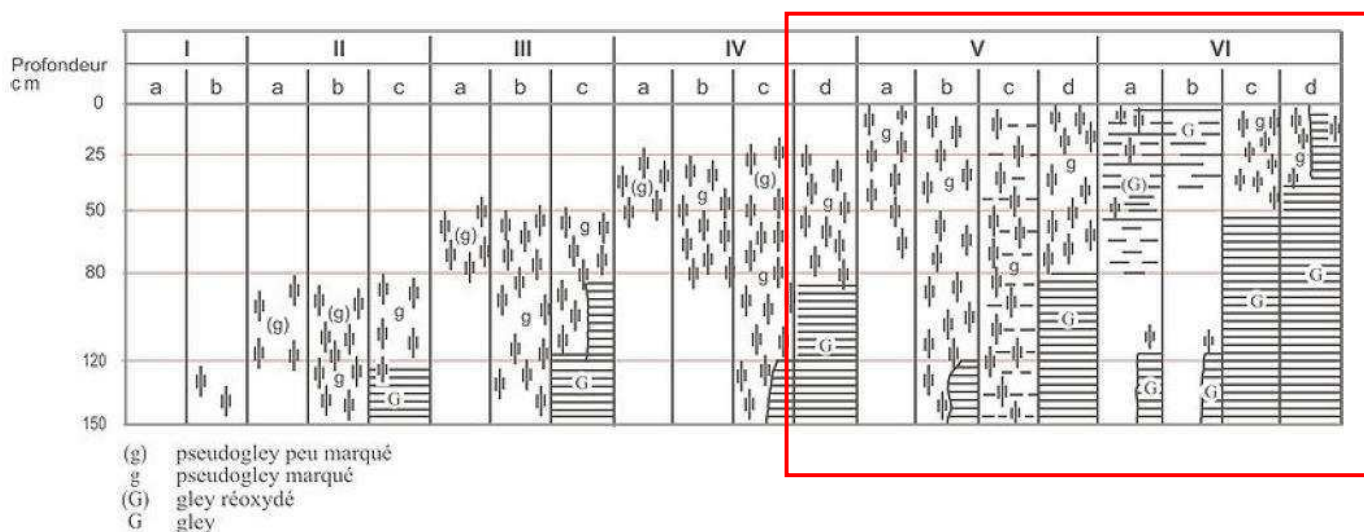 I II III IV V VI
Profondeur
cm
a b a b c a b c a b c d a b c d a b c d
0
g g G g
25
(g) g (g) g g g g
(G)
50
(g) g
g
80
g g
(g) (g) g g G G
(g) g G G
120
g G G G
G
150
(g) pseudogley peu marqué
g pseudogley marqué
(G) gley réoxydé
G gley